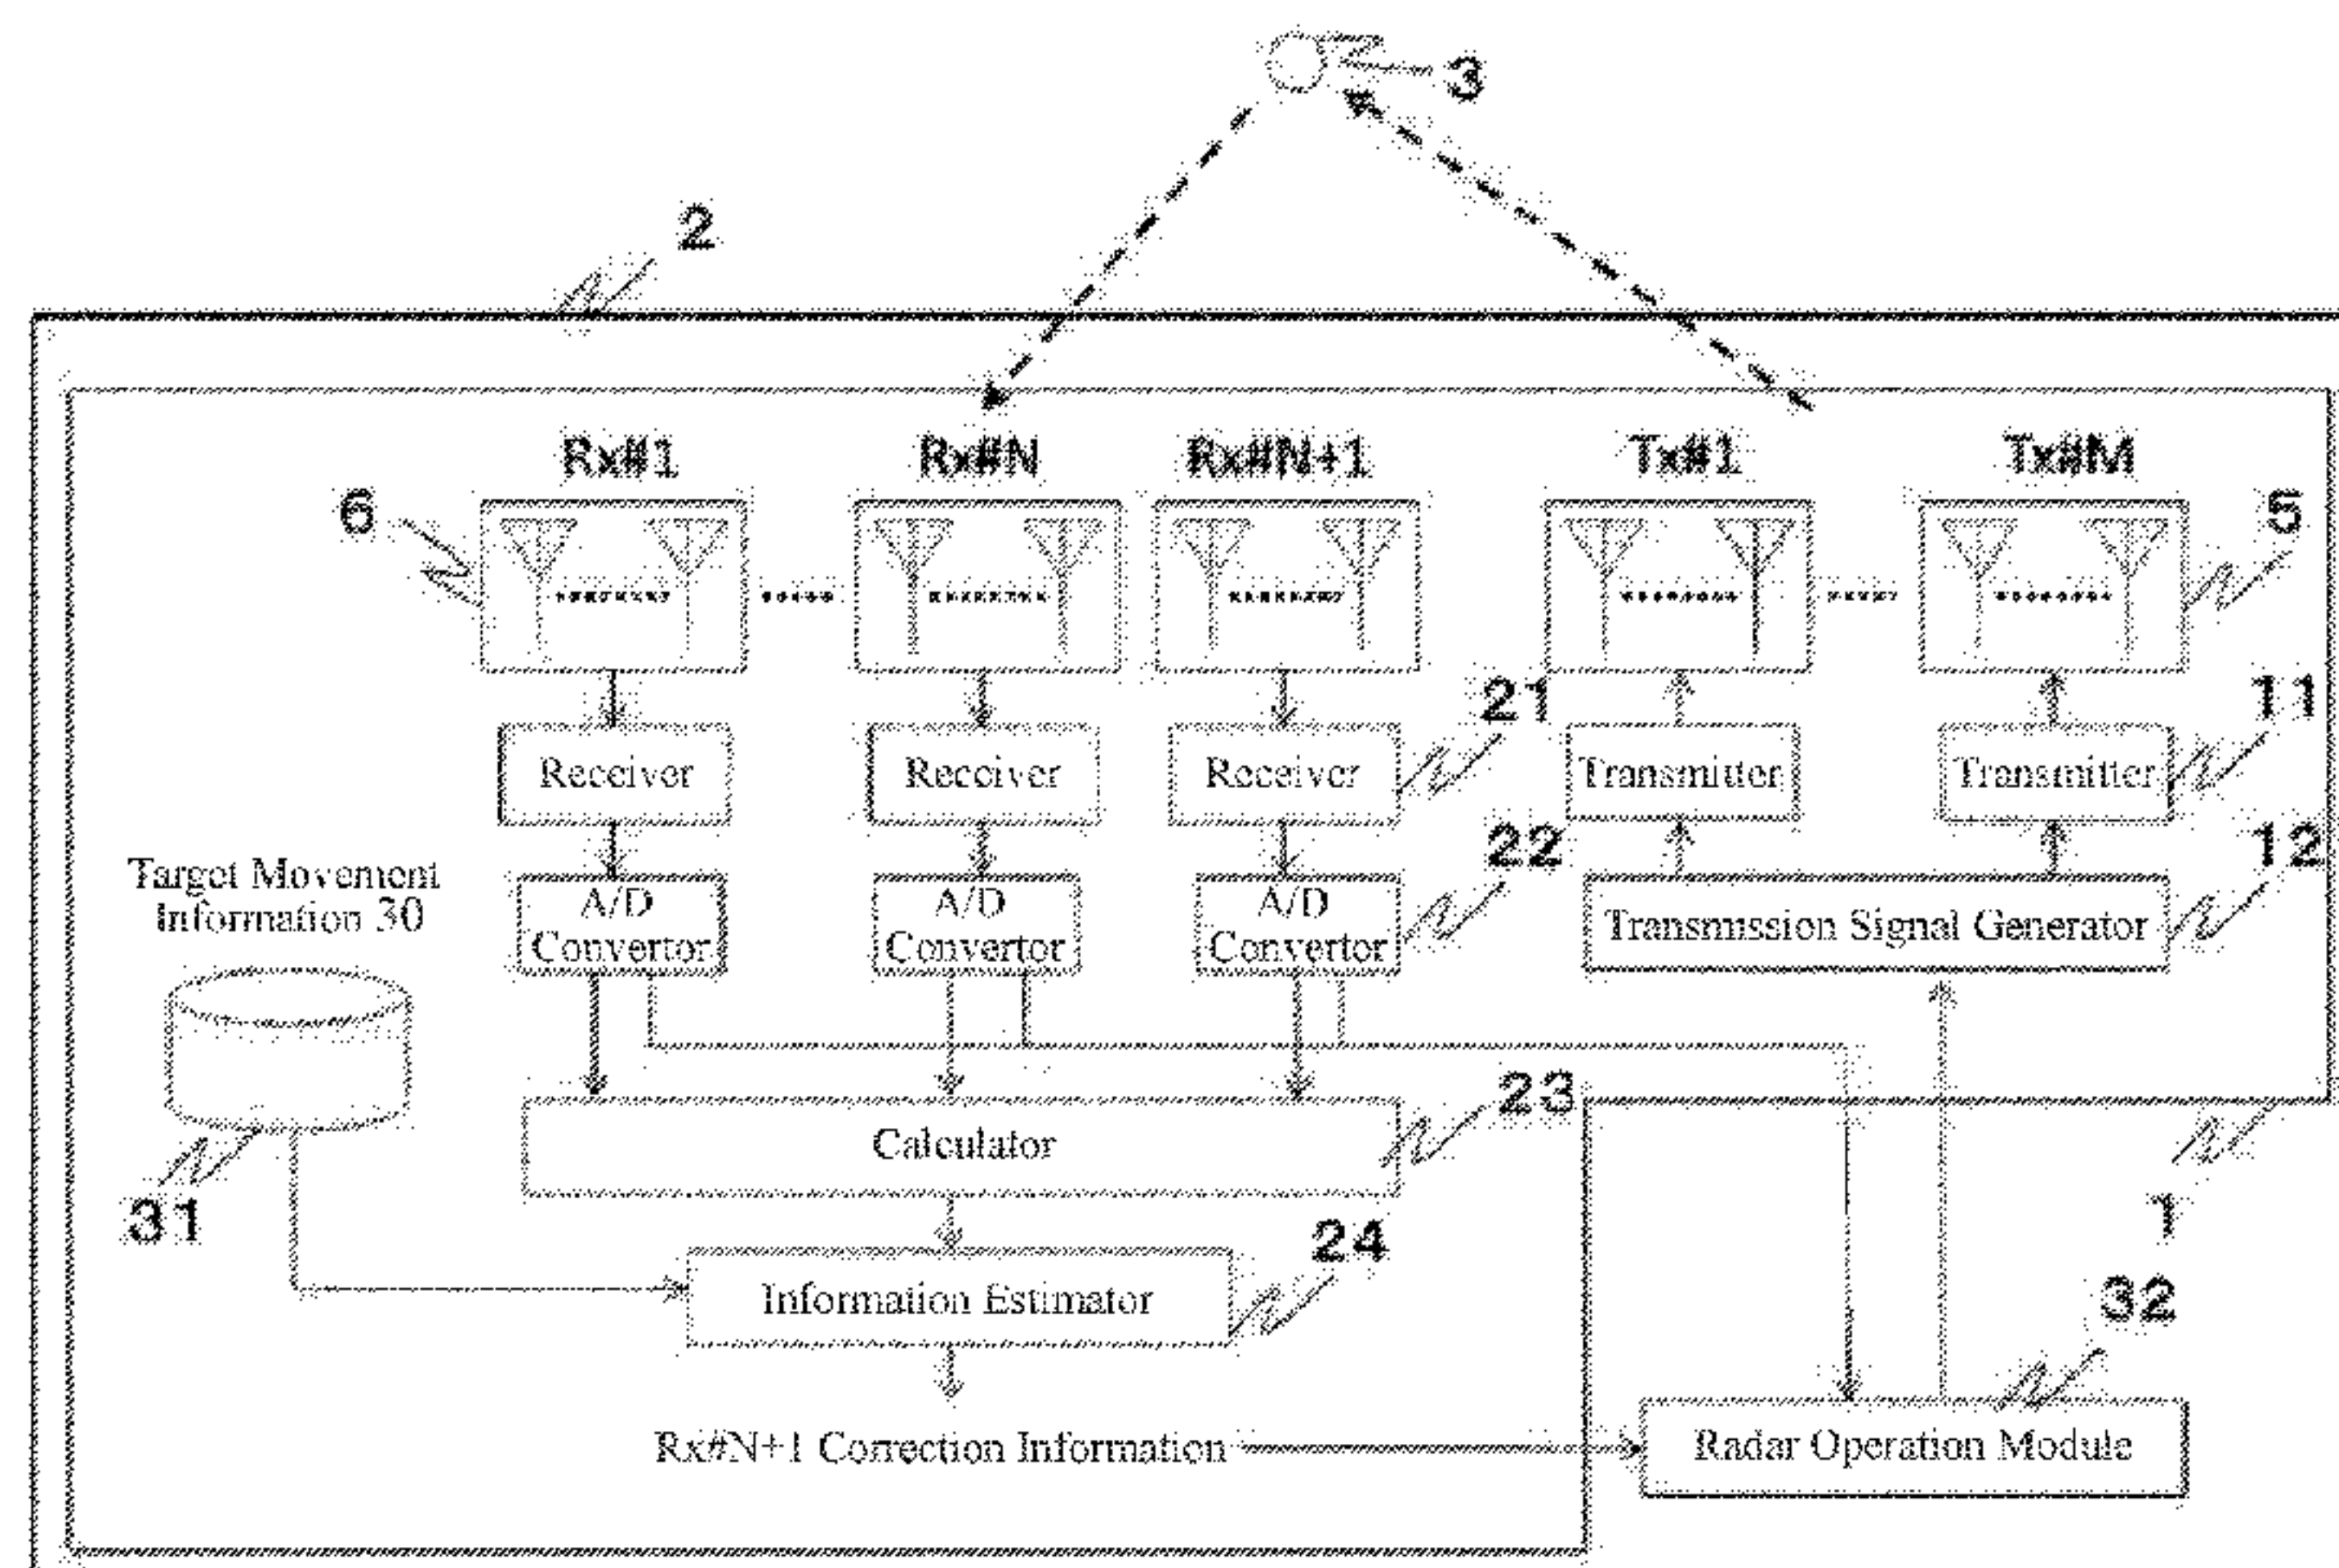 3
2
Rx#1
Rx#N
Rx#N+1
Tx#1
Tx#M
6
5
21
11
Receiver
Receiver
Receiver
Transmitter
Transmitter
22
12
Target Movement
Information 30
A/D
Convertor
A/D
Convertor
A/D
Convertor
Transmission Signal Generator
23
Calculator
31
1
24
32
Information Estimator
Rx#N+1 Correction Information
Radar Operation Module